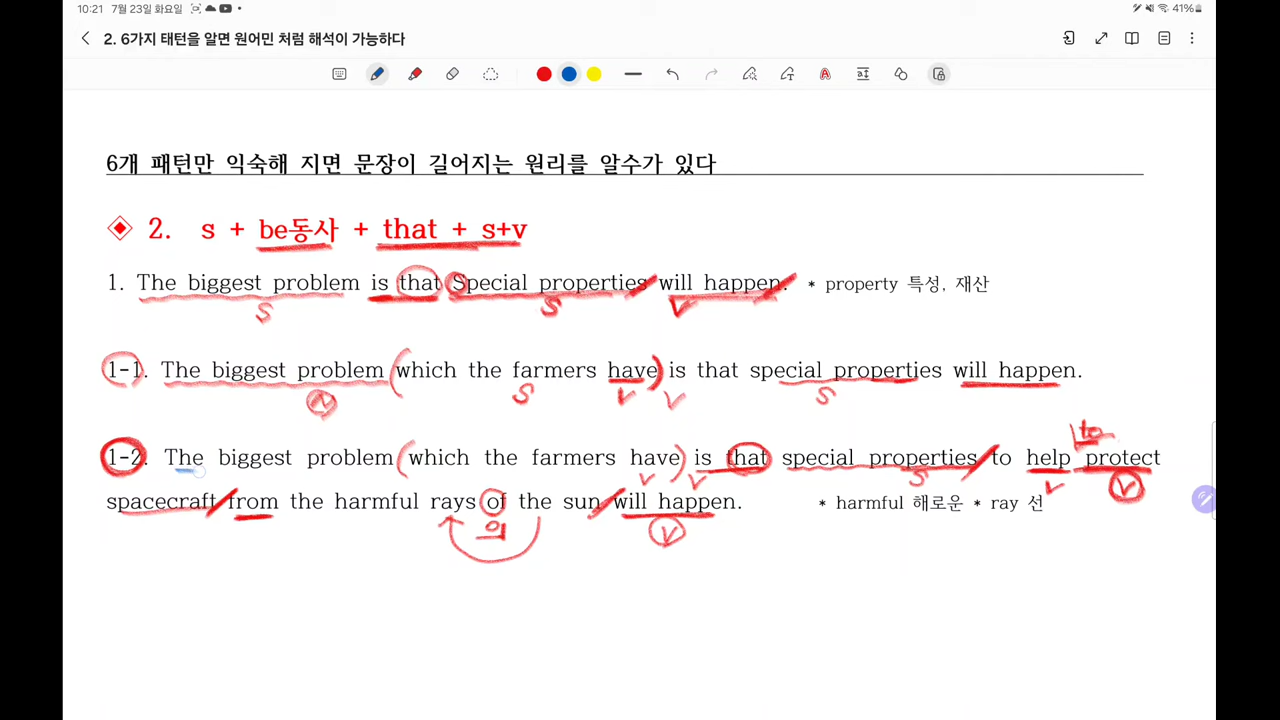 10:21 7월 23일 화요일 41%
2. 6가지 태턴을 알면 원어민 처럼 해석이 가능하다
6개 패턴만 익숙해 지면 문장이 길어지는 원리를 알수가 있다
2. s + be동사 + that + s+v
1. The biggest problem is that Special properties will happen. * property 특성, 재산
S S V
1-1. The biggest problem which the farmers have is that special properties will happen.
N S V V S
to
1-2. The biggest problem which the farmers have is that special properties to help protect
V V S V V
spacecraft from the harmful rays of the sun will happen. * harmful 해로운 * ray 선
의 V